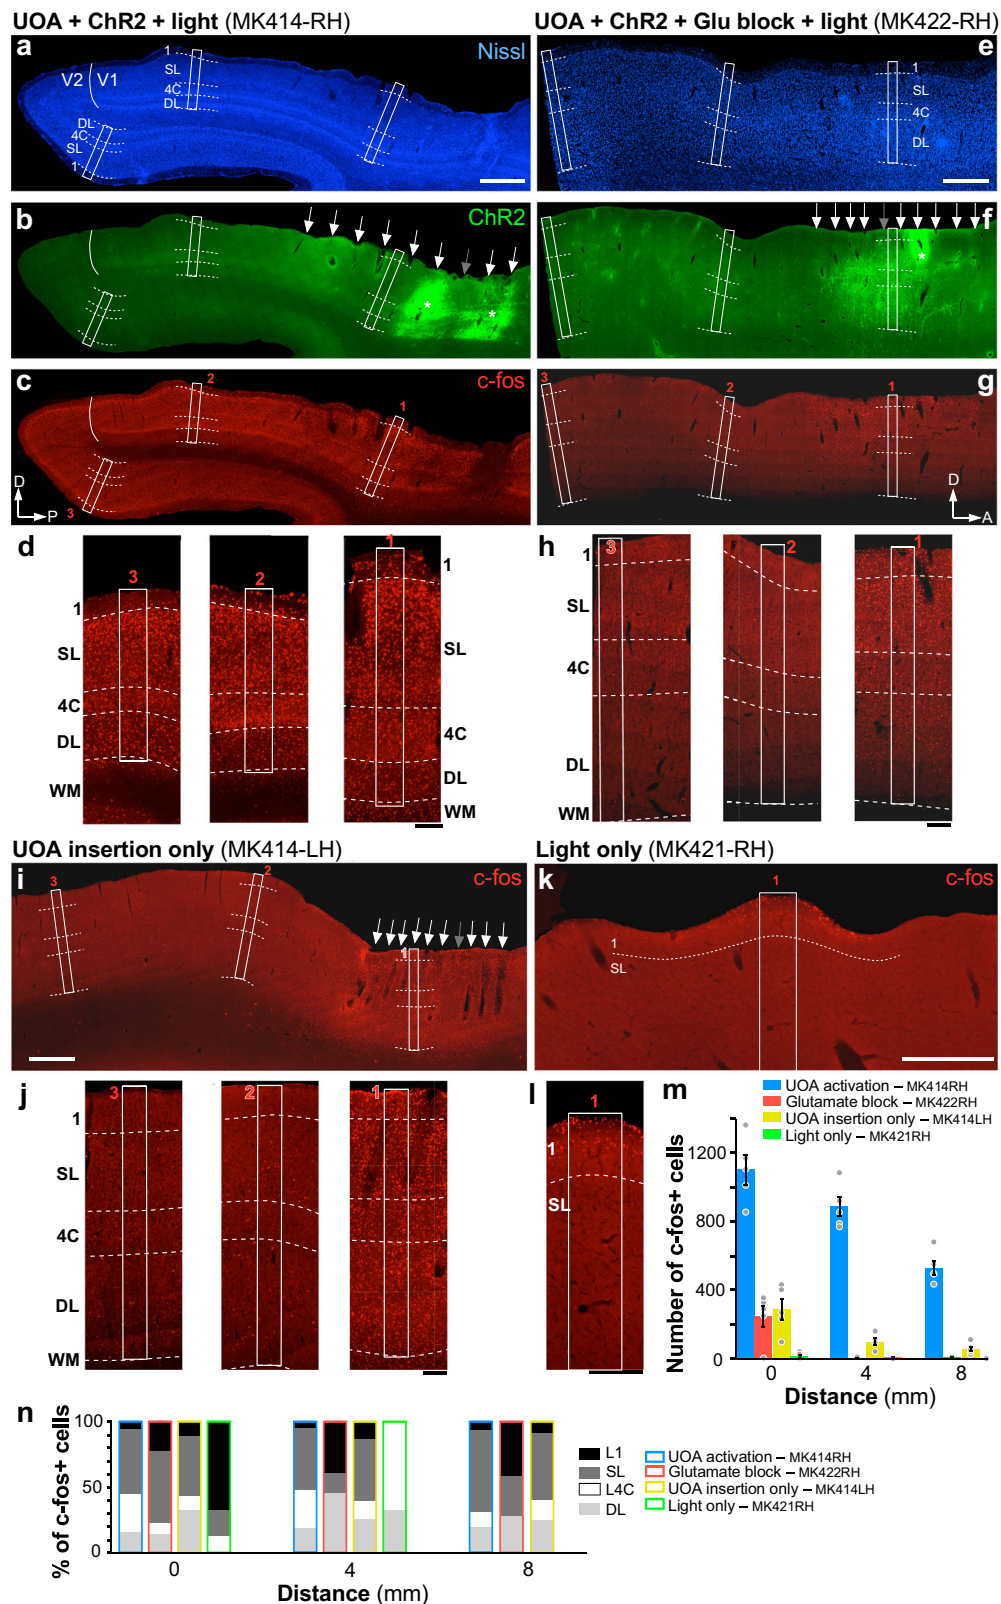 UOA + ChR2 + light (MK414-RH)
UOA + ChR2 + Glu block + light (MK422-RH)
a
Nissl
V2
V1
1
SL
4C
DL
DL
4C
SL
1
e
1
SL
4C
DL
b
ChR2
*
*
f
*
c
c-fos
1
2
3
D
P
g
3
2
1
D
A
d
3
2
1
1
SL
4C
DL
WM
1
SL
4C
DL
WM
h
3
2
1
1
SL
4C
DL
WM
UOA insertion only (MK414-LH)
Light only (MK421-RH)
i
c-fos
3
2
1
k
c-fos
1
1
SL
j
3
2
1
1
SL
4C
DL
WM
l
1
1
SL
m
UOA activation – MK414RH
Glutamate block – MK422RH
UOA insertion only – MK414LH
Light only – MK421RH
Number of c-fos+ cells
1200
800
400
0
0
4
8
Distance (mm)
n
% of c-fos+ cells
100
50
0
0
4
8
Distance (mm)
L1
SL
L4C
DL
UOA activation – MK414RH
Glutamate block – MK422RH
UOA insertion only – MK414LH
Light only – MK421RH